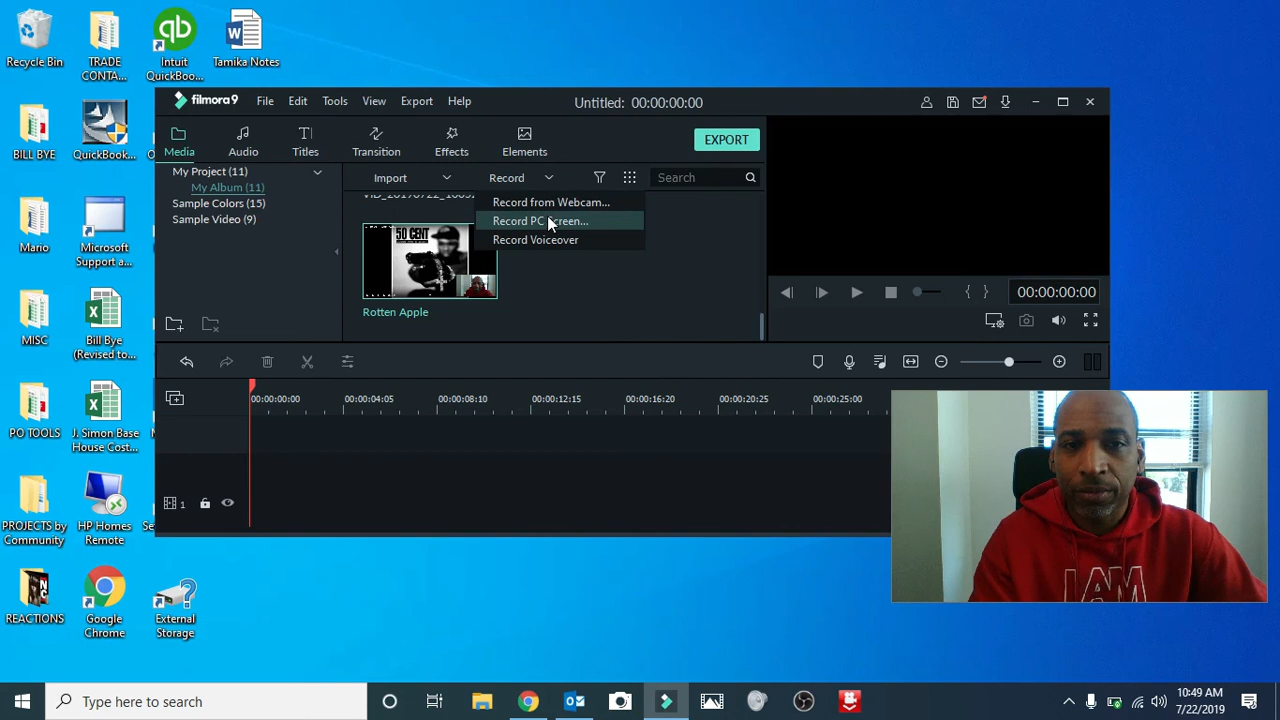 Recycle Bin
TRADE CONTA...
Intuit QuickBoo...
Tamika Notes
BILL BYE
QuickBook...
Mario
Microsoft Support a...
MISC
Bill Bye (Revised to...
PO TOOLS
J. Simon Base House Cost...
PROJECTS by Community
HP Homes Remote
REACTIONS
Google Chrome
External Storage
filmora9
File Edit Tools View Export Help
Untitled: 00:00:00:00
Media Audio Titles Transition Effects Elements
EXPORT
My Project (11)
My Album (11)
Sample Colors (15)
Sample Video (9)
Import Record Search
Record from Webcam...
Record PC Screen...
Record Voiceover
50 CENT
Rotten Apple
00:00:00:00
00:00:00:00 00:00:04:05 00:00:08:10 00:00:12:15 00:00:16:20 00:00:20:25 00:00:25:00
1
I AM
Type here to search
10:49 AM
7/22/2019